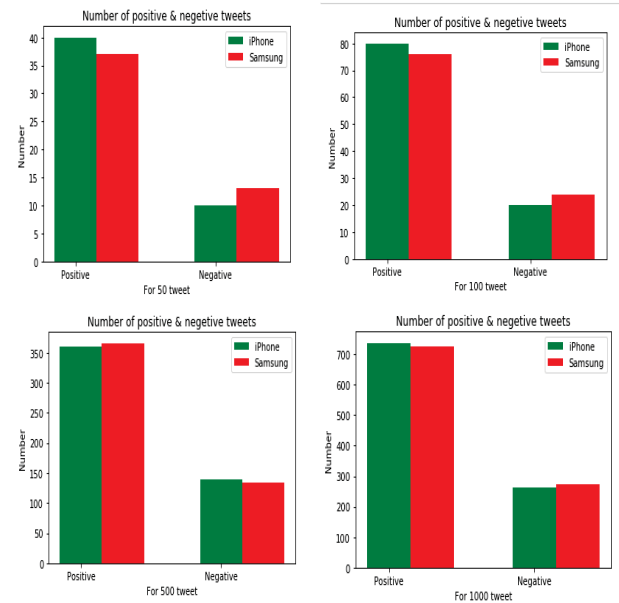 Number of positive & negetive tweets
40
35
30
25
20
15
10
5
0
Number
iPhone
Samsung
Positive Negative
For 50 tweet
Number of positive & negetive tweets
80
70
60
50
40
30
20
10
0
Number
iPhone
Samsung
Positive Negative
For 100 tweet
Number of positive & negetive tweets
350
300
250
200
150
100
50
0
Number
iPhone
Samsung
Positive Negative
For 500 tweet
Number of positive & negetive tweets
700
600
500
400
300
200
100
0
Number
iPhone
Samsung
Positive Negative
For 1000 tweet